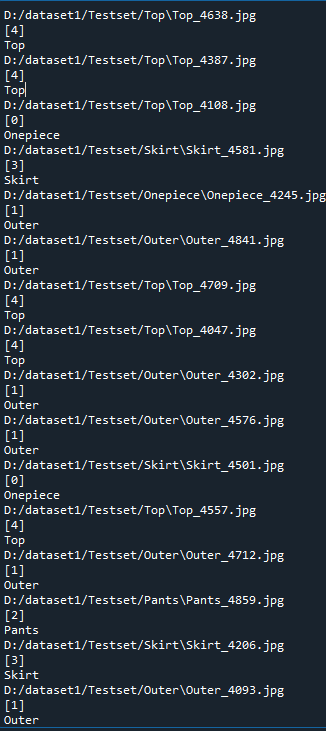 D:/dataset1/Testset/Top\Top_4638.jpg
[4]
Top
D:/dataset1/Testset/Top\Top_4387.jpg
[4]
Top
D:/dataset1/Testset/Top\Top_4108.jpg
[0]
Onepiece
D:/dataset1/Testset/Skirt\Skirt_4581.jpg
[3]
Skirt
D:/dataset1/Testset/Onepiece\Onepiece_4245.jpg
[1]
Outer
D:/dataset1/Testset/Outer\Outer_4841.jpg
[1]
Outer
D:/dataset1/Testset/Top\Top_4709.jpg
[4]
Top
D:/dataset1/Testset/Top\Top_4047.jpg
[4]
Top
D:/dataset1/Testset/Outer\Outer_4302.jpg
[1]
Outer
D:/dataset1/Testset/Outer\Outer_4576.jpg
[1]
Outer
D:/dataset1/Testset/Skirt\Skirt_4501.jpg
[0]
Onepiece
D:/dataset1/Testset/Top\Top_4557.jpg
[4]
Top
D:/dataset1/Testset/Outer\Outer_4712.jpg
[1]
Outer
D:/dataset1/Testset/Pants\Pants_4859.jpg
[2]
Pants
D:/dataset1/Testset/Skirt\Skirt_4206.jpg
[3]
Skirt
D:/dataset1/Testset/Outer\Outer_4093.jpg
[1]
Outer